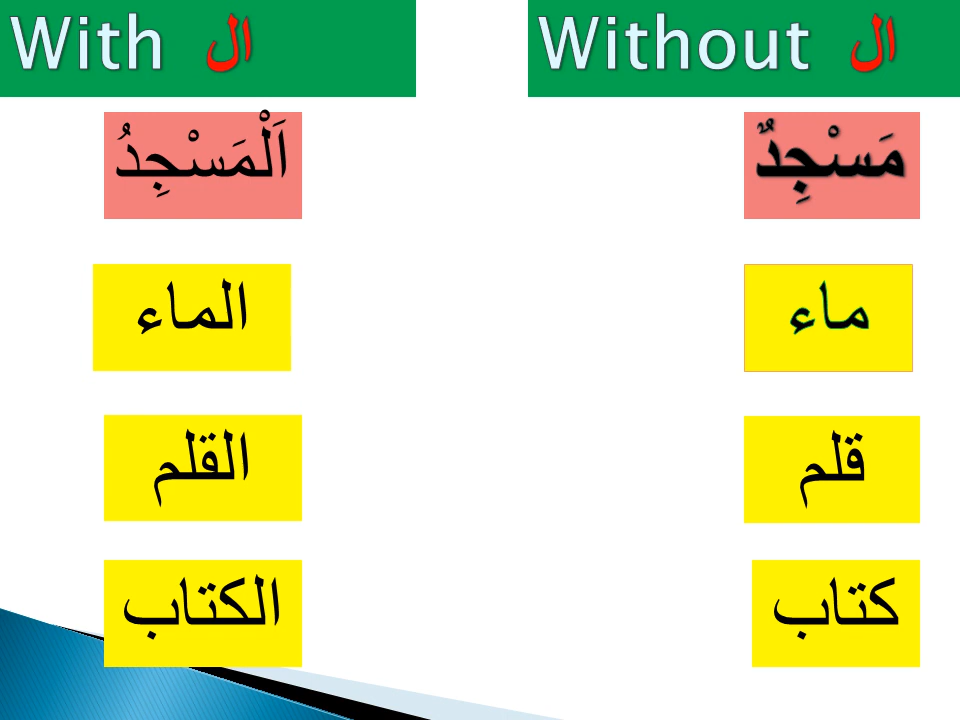 With ال
Without ال
اَلْمَسْجِدُ
مَسْجِدٌ
الماء
ماء
القلم
قلم
الكتاب
كتاب